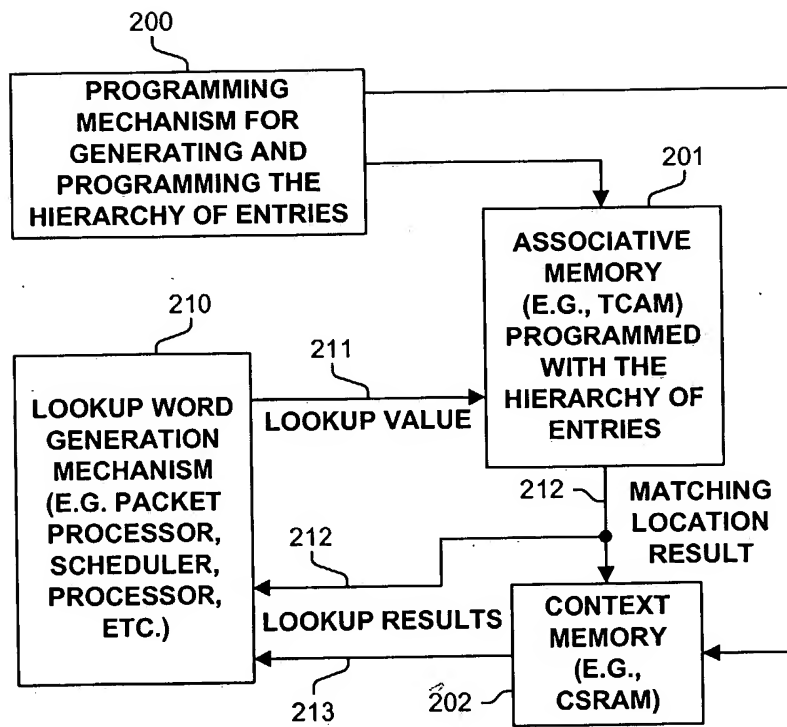 200
PROGRAMMING
MECHANISM FOR
GENERATING AND
PROGRAMMING THE
HIERARCHY OF ENTRIES
201
ASSOCIATIVE
MEMORY
(E.G., TCAM)
PROGRAMMED
WITH THE
HIERARCHY OF
ENTRIES
210
LOOKUP WORD
GENERATION
MECHANISM
(E.G. PACKET
PROCESSOR,
SCHEDULER,
PROCESSOR,
ETC.)
211
LOOKUP VALUE
212
MATCHING
LOCATION
RESULT
212
LOOKUP RESULTS
213
CONTEXT
MEMORY
(E.G.,
CSRAM)
202